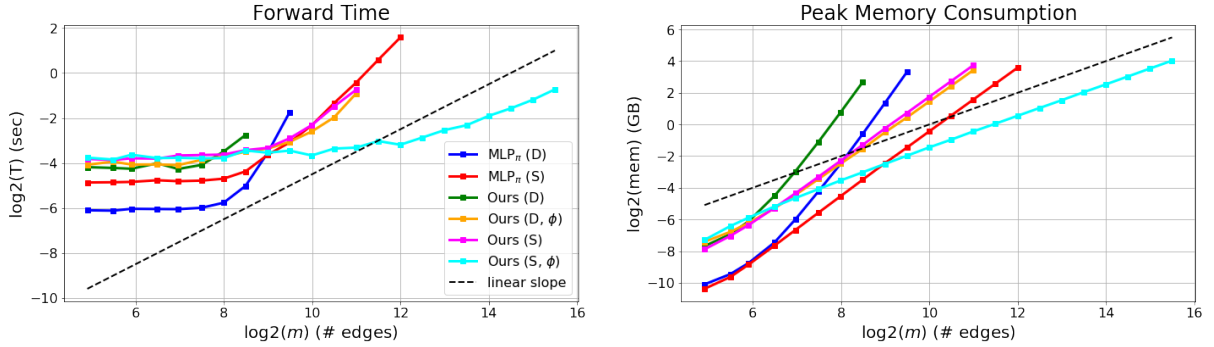 Forward Time
log2(T) (sec)
2
0
−2
−4
−6
−8
−10
4
6
8
10
12
14
16
log2(m) (# edges)
MLPπ (D)
MLPπ (S)
Ours (D)
Ours (D, ϕ)
Ours (S)
Ours (S, ϕ)
linear slope
Peak Memory Consumption
log2(mem) (GB)
6
4
2
0
−2
−4
−6
−8
−10
4
6
8
10
12
14
16
log2(m) (# edges)